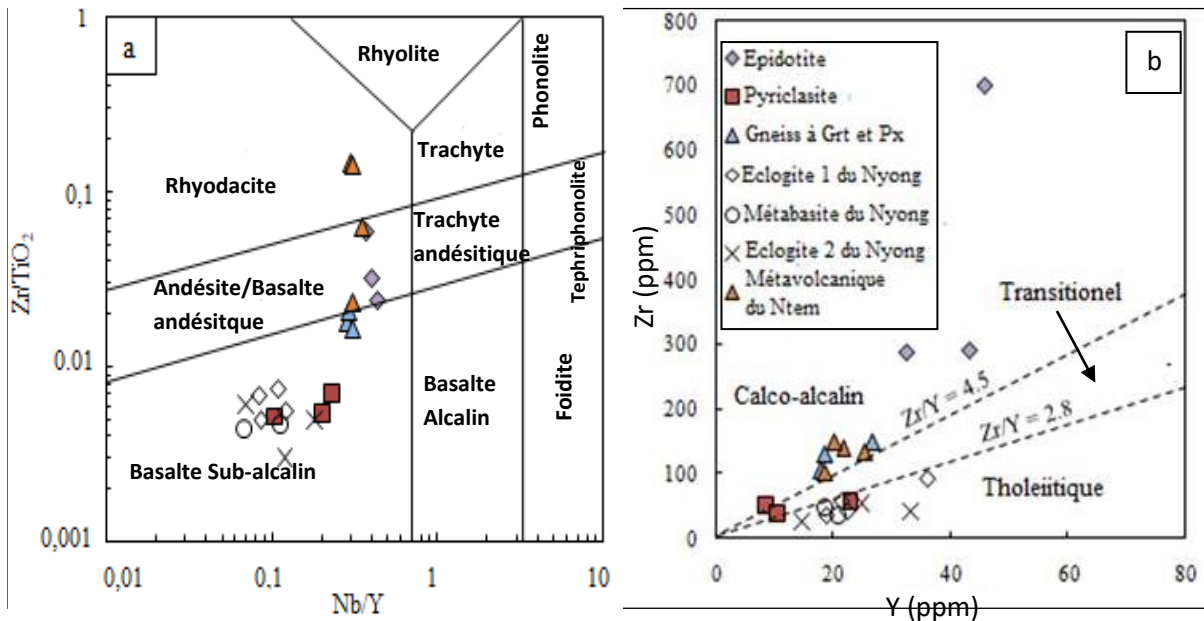 a
1
0,1
0.01
0,001
Zr/TiO2
0,01
0,1
1
10
Nb/Y
Rhyolite
Phonolite
Trachyte
Rhyodacite
Trachyte
andésitique
Tephriphonolite
Andésite/Basalte
andésitque
Basalte
Alcalin
Foidite
Basalte Sub-alcalin
b
800
700
600
500
400
300
200
100
0
Zr (ppm)
0
20
40
60
80
Y (ppm)
Epidotite
Pyriclasite
Gneiss à Grt et Px
Eclogite 1 du Nyong
Métabasite du Nyong
Eclogite 2 du Nyong
Métavolcanique
du Ntem
Transitionel
Calco-alcalin
Zr/Y = 4.5
Zr/Y = 2.8
Tholeiitique